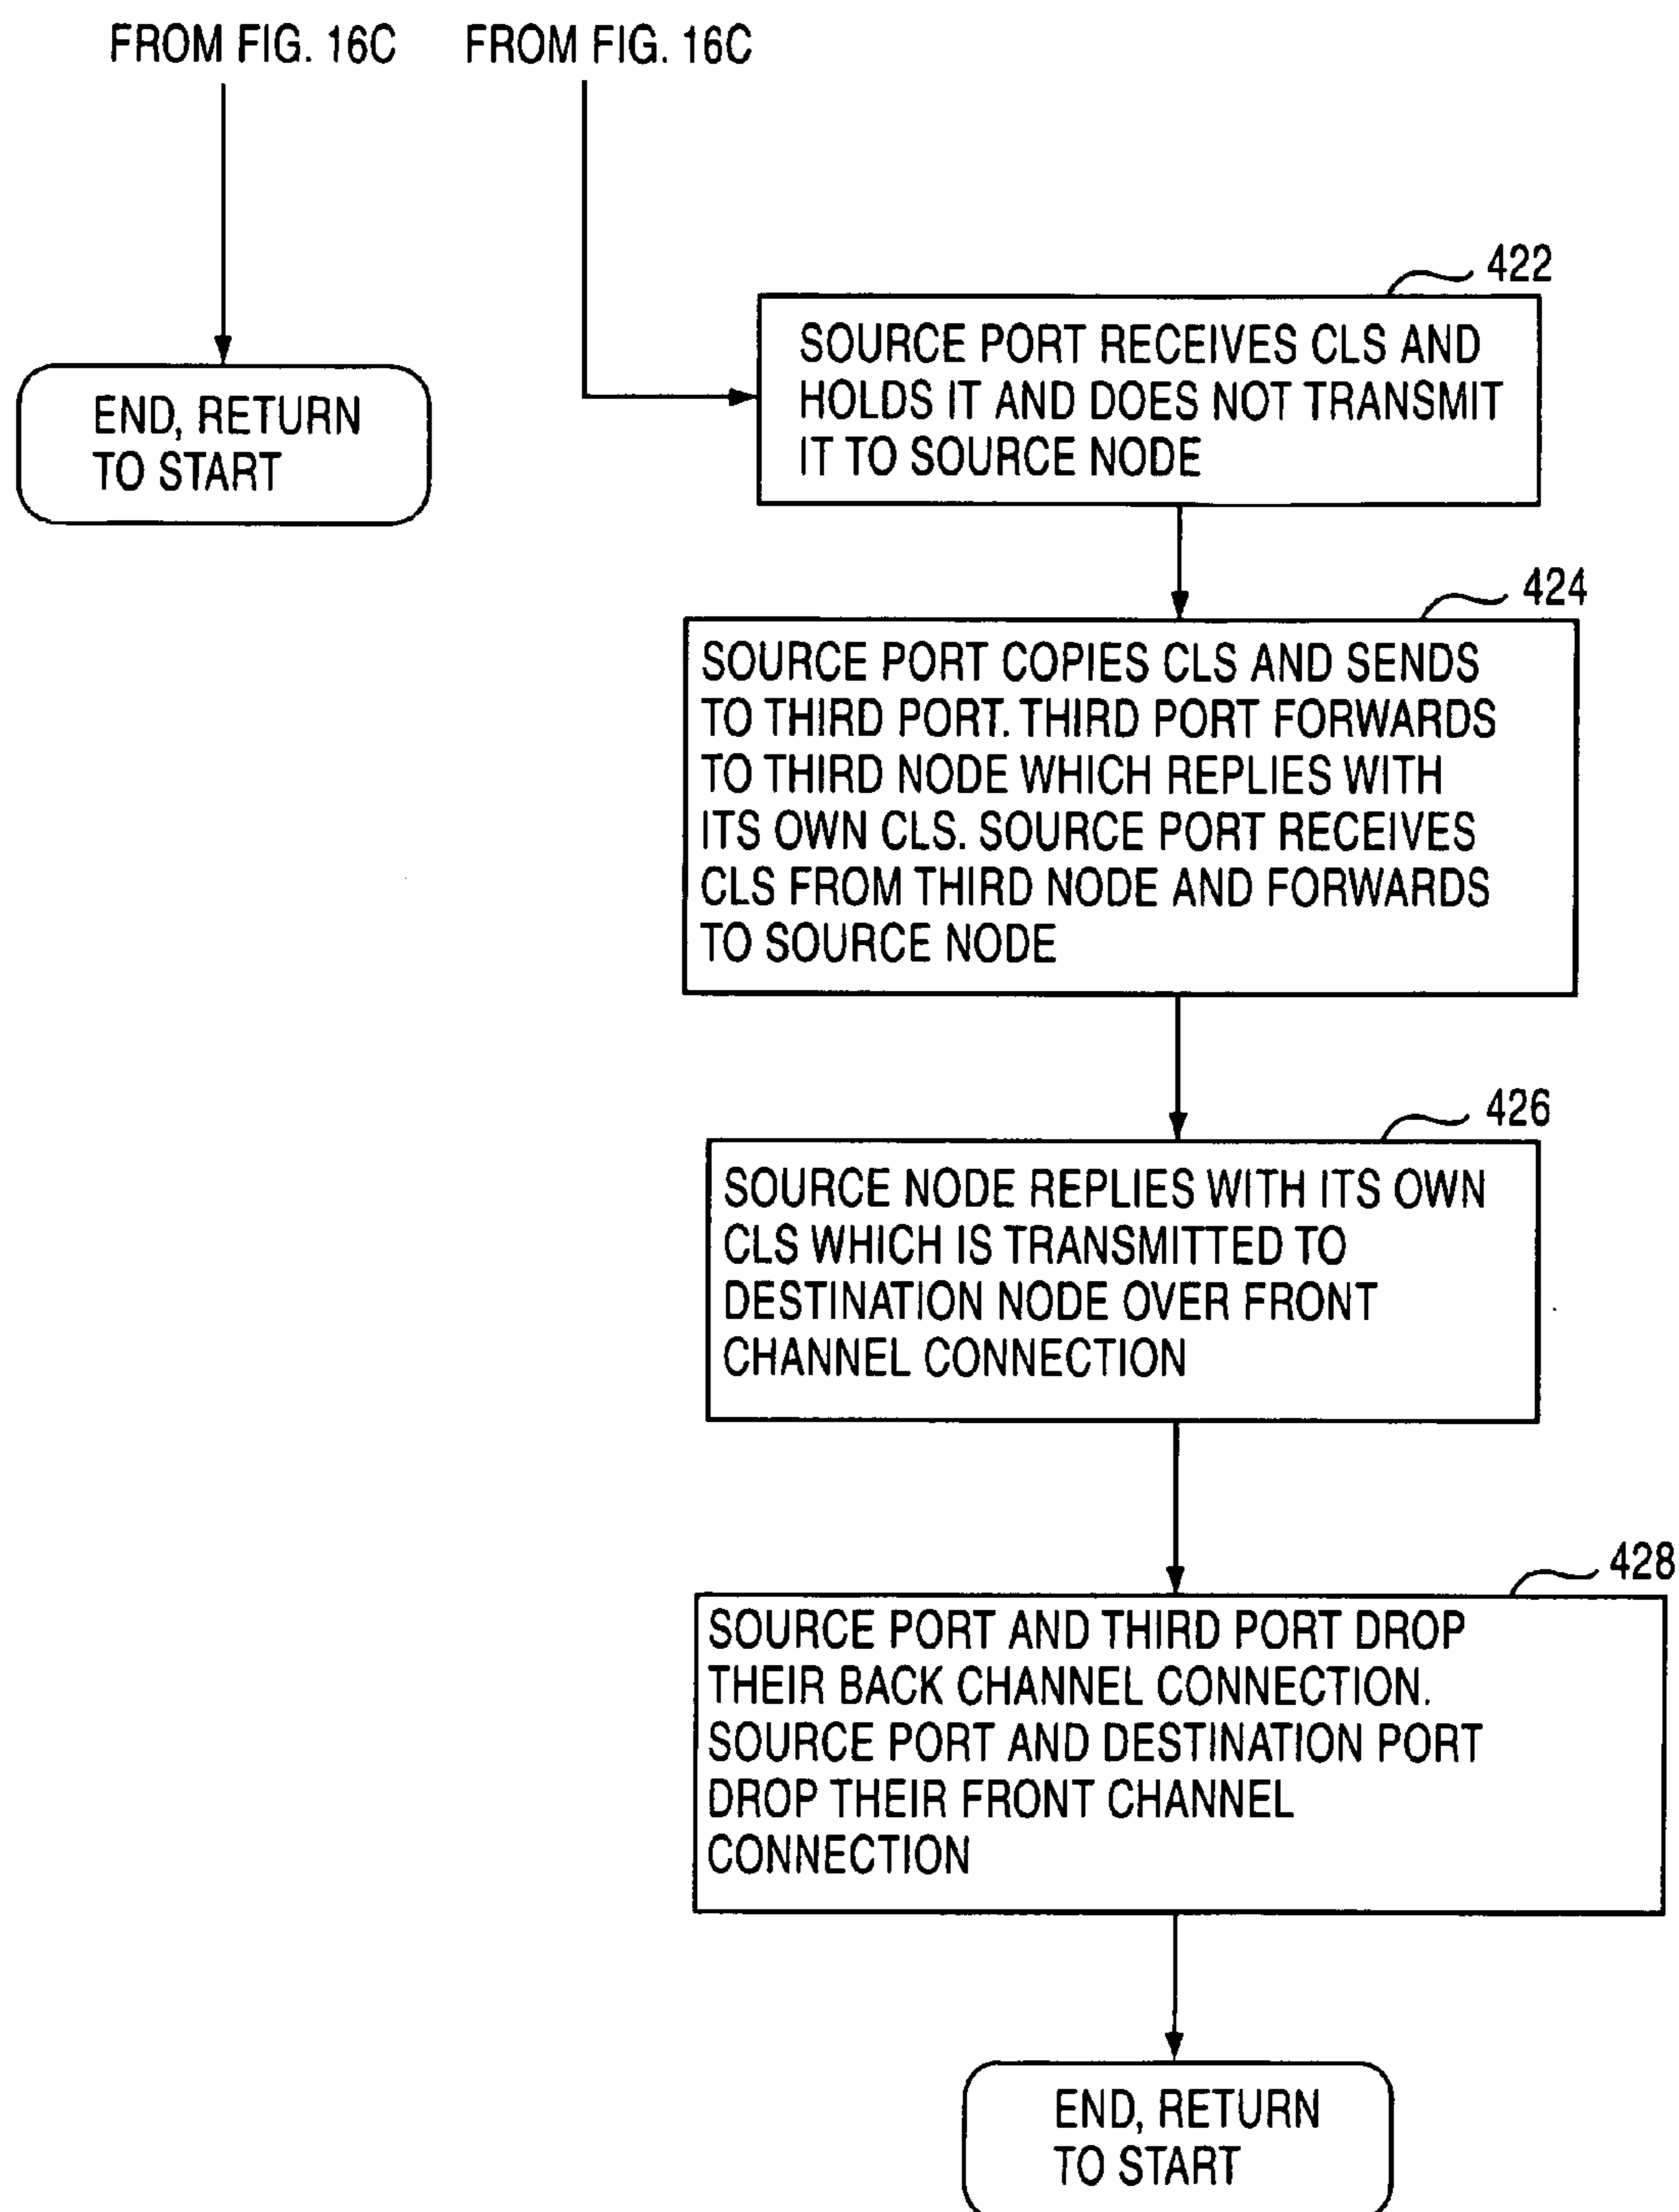 FROM FIG. 16C
FROM FIG. 16C
END, RETURN
TO START
422
SOURCE PORT RECEIVES CLS AND
HOLDS IT AND DOES NOT TRANSMIT
IT TO SOURCE NODE
424
SOURCE PORT COPIES CLS AND SENDS
TO THIRD PORT. THIRD PORT FORWARDS
TO THIRD NODE WHICH REPLIES WITH
ITS OWN CLS. SOURCE PORT RECEIVES
CLS FROM THIRD NODE AND FORWARDS
TO SOURCE NODE
426
SOURCE NODE REPLIES WITH ITS OWN
CLS WHICH IS TRANSMITTED TO
DESTINATION NODE OVER FRONT
CHANNEL CONNECTION
428
SOURCE PORT AND THIRD PORT DROP
THEIR BACK CHANNEL CONNECTION.
SOURCE PORT AND DESTINATION PORT
DROP THEIR FRONT CHANNEL
CONNECTION
END, RETURN
TO START